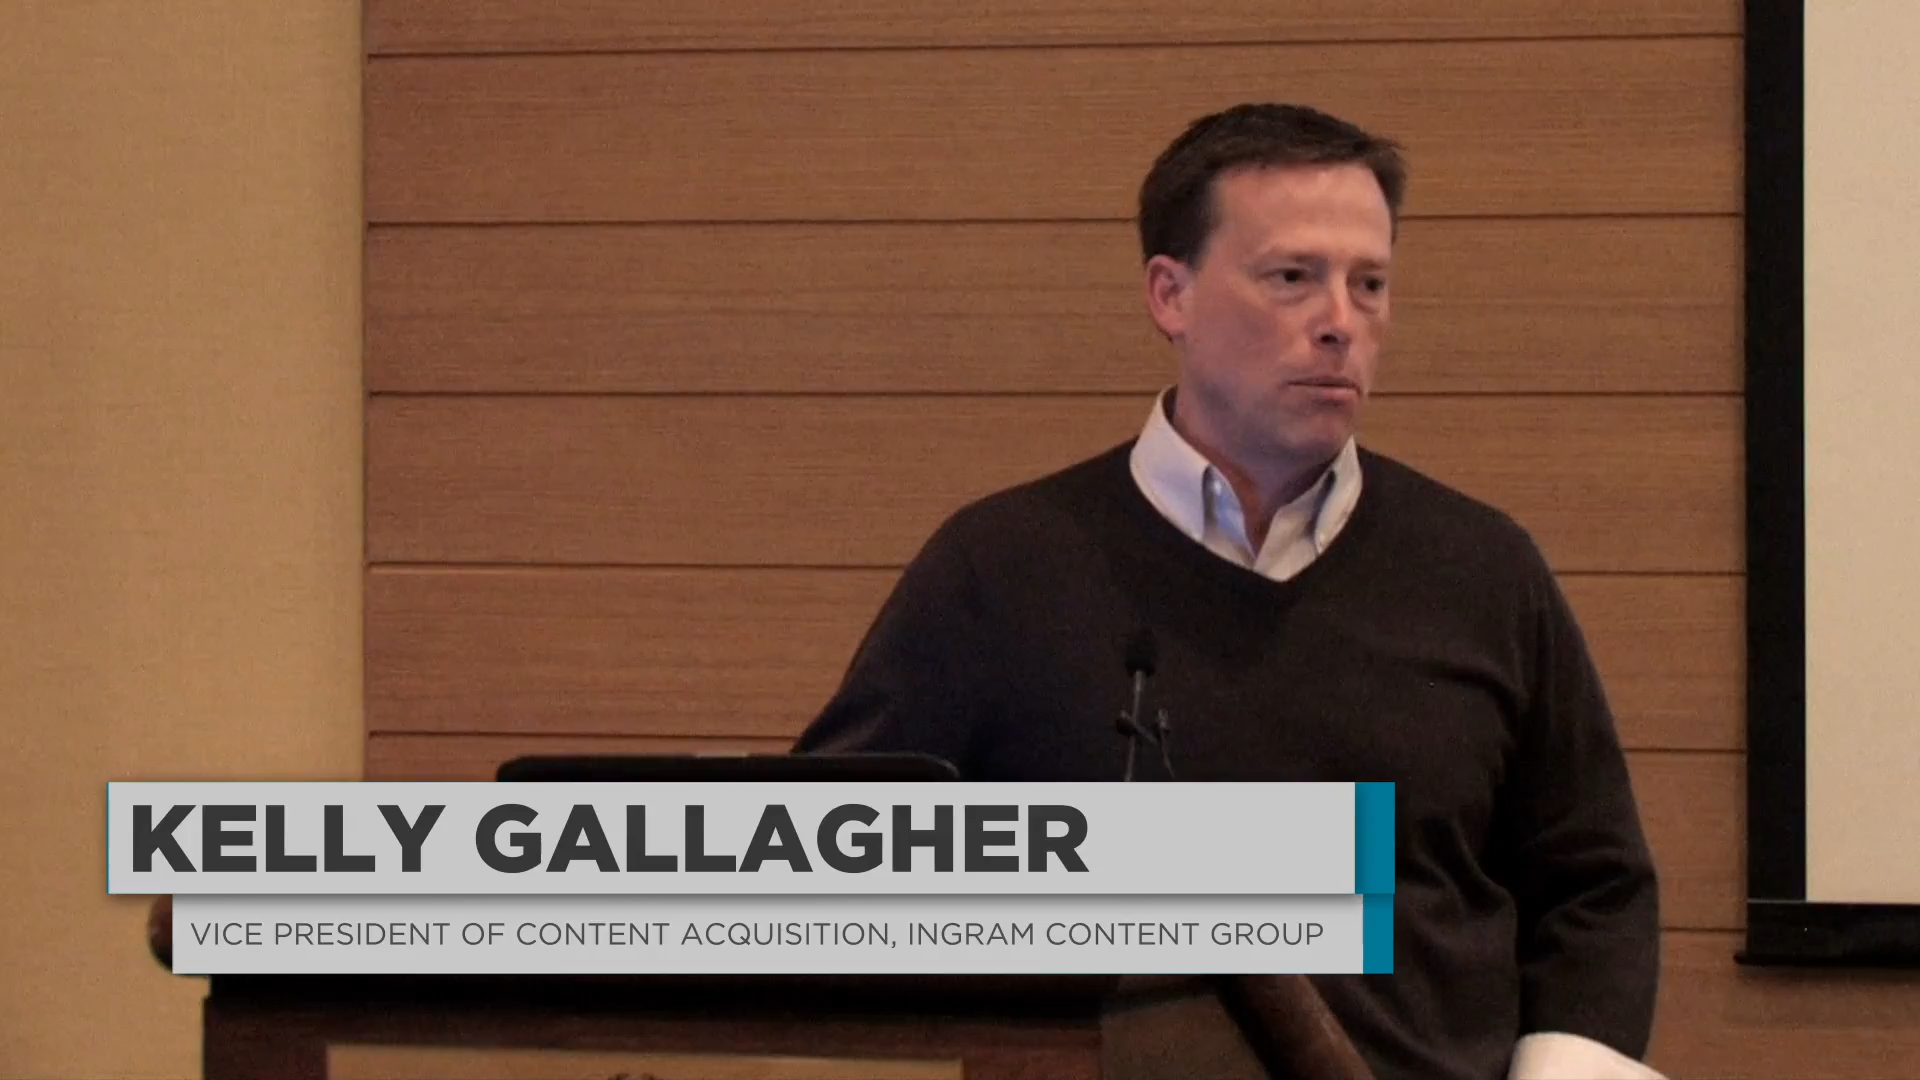 KELLY GALLAGHER
VICE PRESIDENT OF CONTENT ACQUISITION, INGRAM CONTENT GROUP